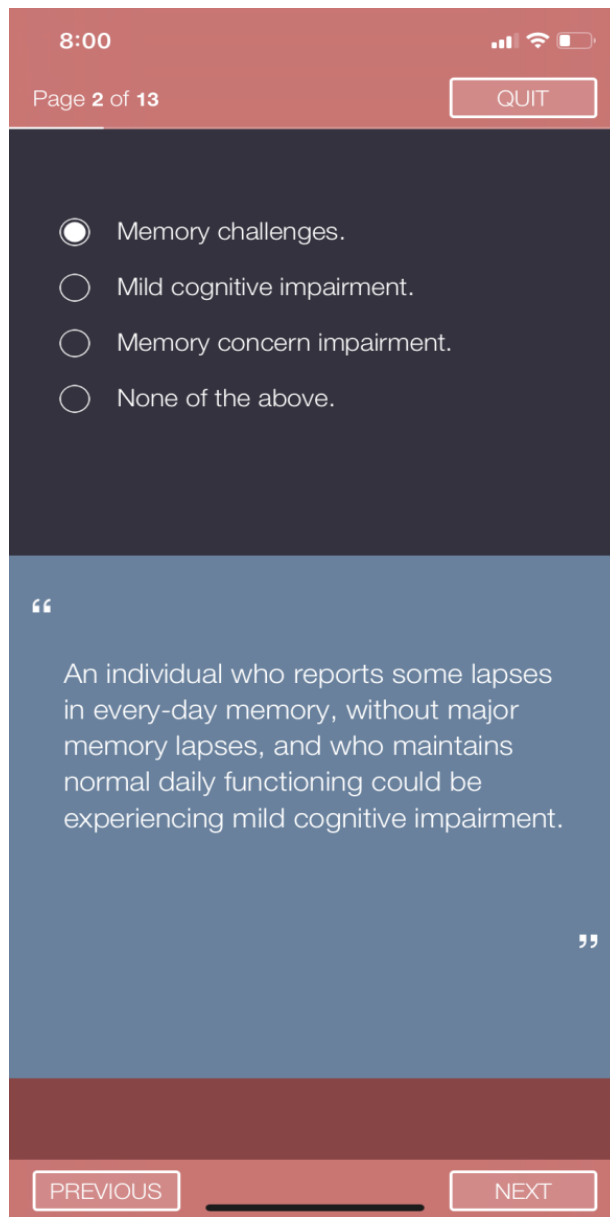 8:00
Page 2 of 13
QUIT
Memory challenges.
Mild cognitive impairment.
Memory concern impairment.
None of the above.
“
An individual who reports some lapses
in every-day memory, without major
memory lapses, and who maintains
normal daily functioning could be
experiencing mild cognitive impairment.
”
PREVIOUS
NEXT